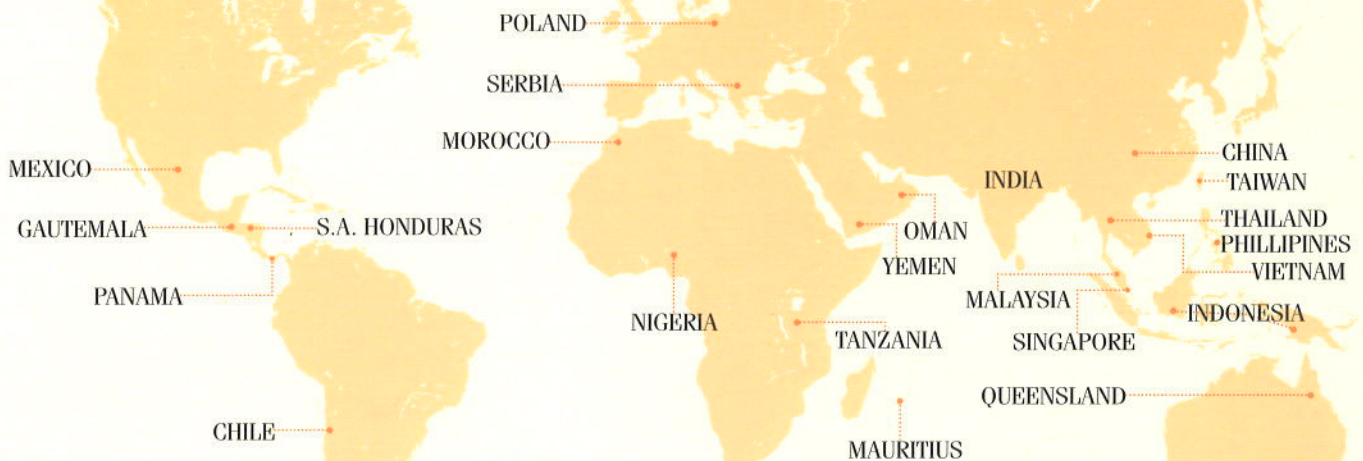 POLAND
SERBIA
MOROCCO
MEXICO
CHINA
INDIA
TAIWAN
GAUTEMALA
S.A. HONDURAS
OMAN
THAILAND
PHILLIPINES
YEMEN
VIETNAM
PANAMA
MALAYSIA
NIGERIA
INDONESIA
TANZANIA
SINGAPORE
QUEENSLAND
CHILE
MAURITIUS